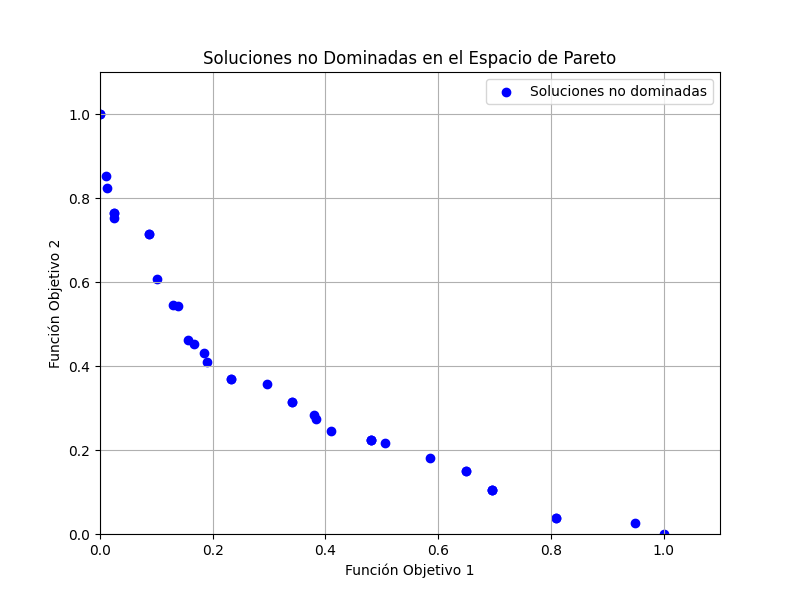 Soluciones no Dominadas en el Espacio de Pareto
Soluciones no dominadas
1.0
0.8
0.6
0.4
0.2
0.0
Función Objetivo 2
0.0 0.2 0.4 0.6 0.8 1.0
Función Objetivo 1